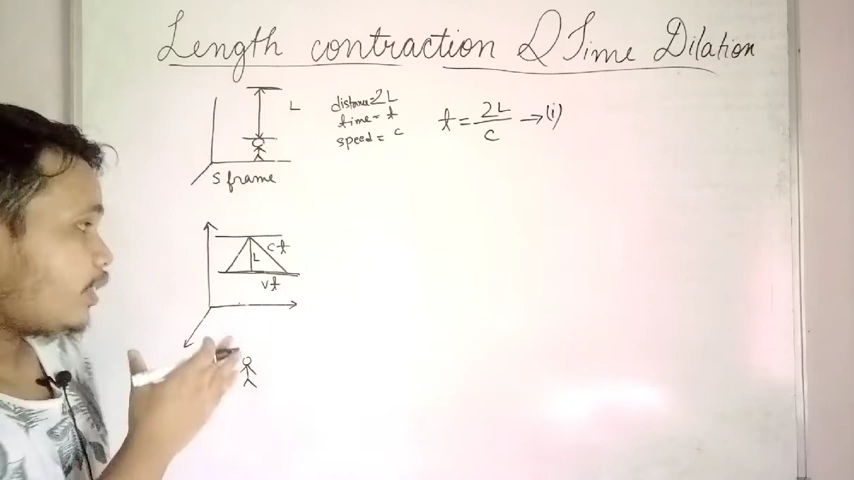 Length contraction & Time Dilation
L
distance=2L
time= t
speed= c
t = 2L/c → (i)
S frame
ct
L
vt